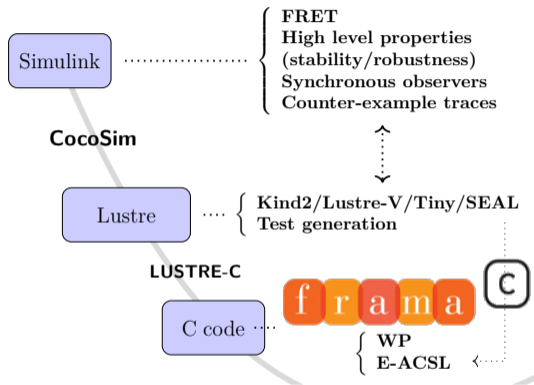 FRET
High level properties
Simulink
(stability/robustness)
Synchronous observers
Counter-example traces
CocoSim
Kind2/Lustre-V/Tiny/SEAL
Lustre
Test generation
LUSTRE-C
C
frama
C code
WP
E-ACSL